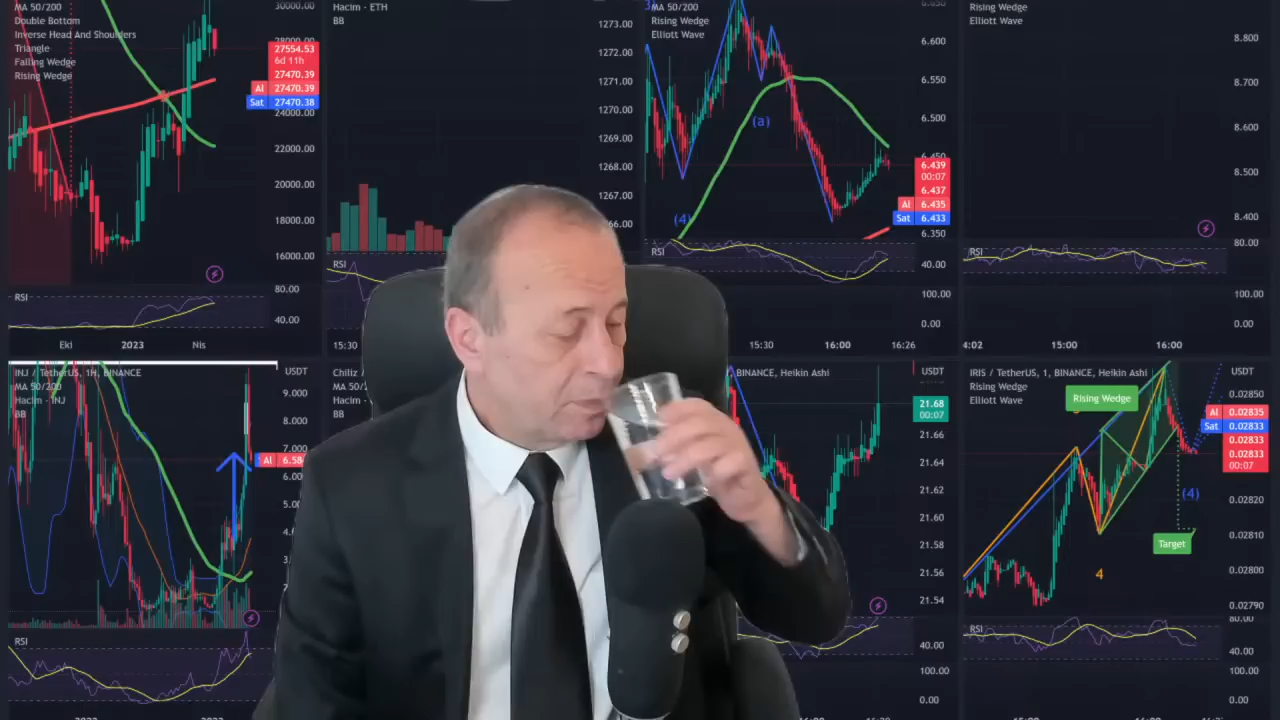 MA 50/200
Double Bottom
Inverse Head And Shoulders
Triangle
Falling Wedge
Rising Wedge
30000.00
28000.00
27554.53
6d 11h
27470.39
Al 27470.39
Sat 27470.38
24000.00
22000.00
20000.00
18000.00
16000.00
RSI
80.00
40.00
Eki 2023 Nis
Hacim - ETH
BB
1273.00
1272.00
1271.00
1270.00
1269.00
1268.00
1267.00
RSI
15:30
MA 50/200
Rising Wedge
Elliott Wave
(a)
(4)
6.600
6.550
6.500
6.450
6.439
00:07
6.437
Al 6.435
Sat 6.433
6.350
RSI
40.00
100.00
0.00
15:30 16:00 16:26
Rising Wedge
Elliott Wave
8.800
8.700
8.600
8.500
8.400
80.00
RSI
100.00
0.00
4:02 15:00 16:00
INJ / TetherUS, 1H, BINANCE
MA 50/200
Hacim - INJ
BB
USDT
9.000
7.000
Al 6.58
6.00
5.00
RSI
Chiliz /
MA 50/
Hacim -
BB
BINANCE, Heikin Ashi
USDT
21.68
00:07
21.66
21.64
21.62
21.60
21.58
21.56
21.54
40.00
100.00
0.00
IRIS / TetherUS, 1, BINANCE, Heikin Ashi
Rising Wedge
Elliott Wave
Rising Wedge
(4)
Target
4
USDT
0.02850
Al 0.02835
Sat 0.02833
0.02833
0.02833
00:07
0.02820
0.02810
0.02800
0.02790
RSI
80.00
40.00
100.00
0.00